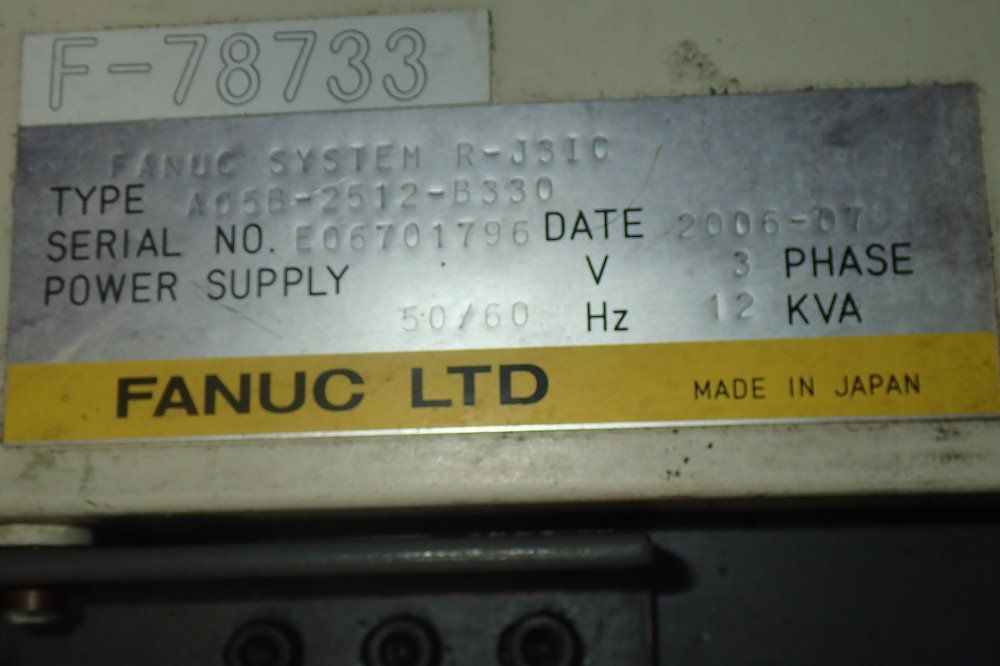 F-78733
FANUC SYSTEM R-J3iC
TYPE A05B-2512-B330
SERIAL NO. E06701796 DATE 2006-07
POWER SUPPLY V 3 PHASE
50/60 Hz 12 KVA
FANUC LTD MADE IN JAPAN